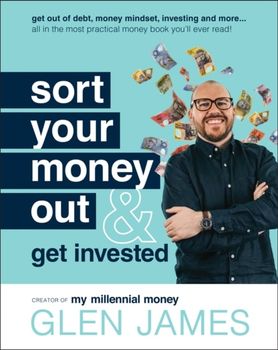 get out of debt, money mindset, investing and more...
all in the most practical money book you'll ever read!
sort
your
money
out
&
get invested
CREATOR OF my millennial money
GLEN JAMES